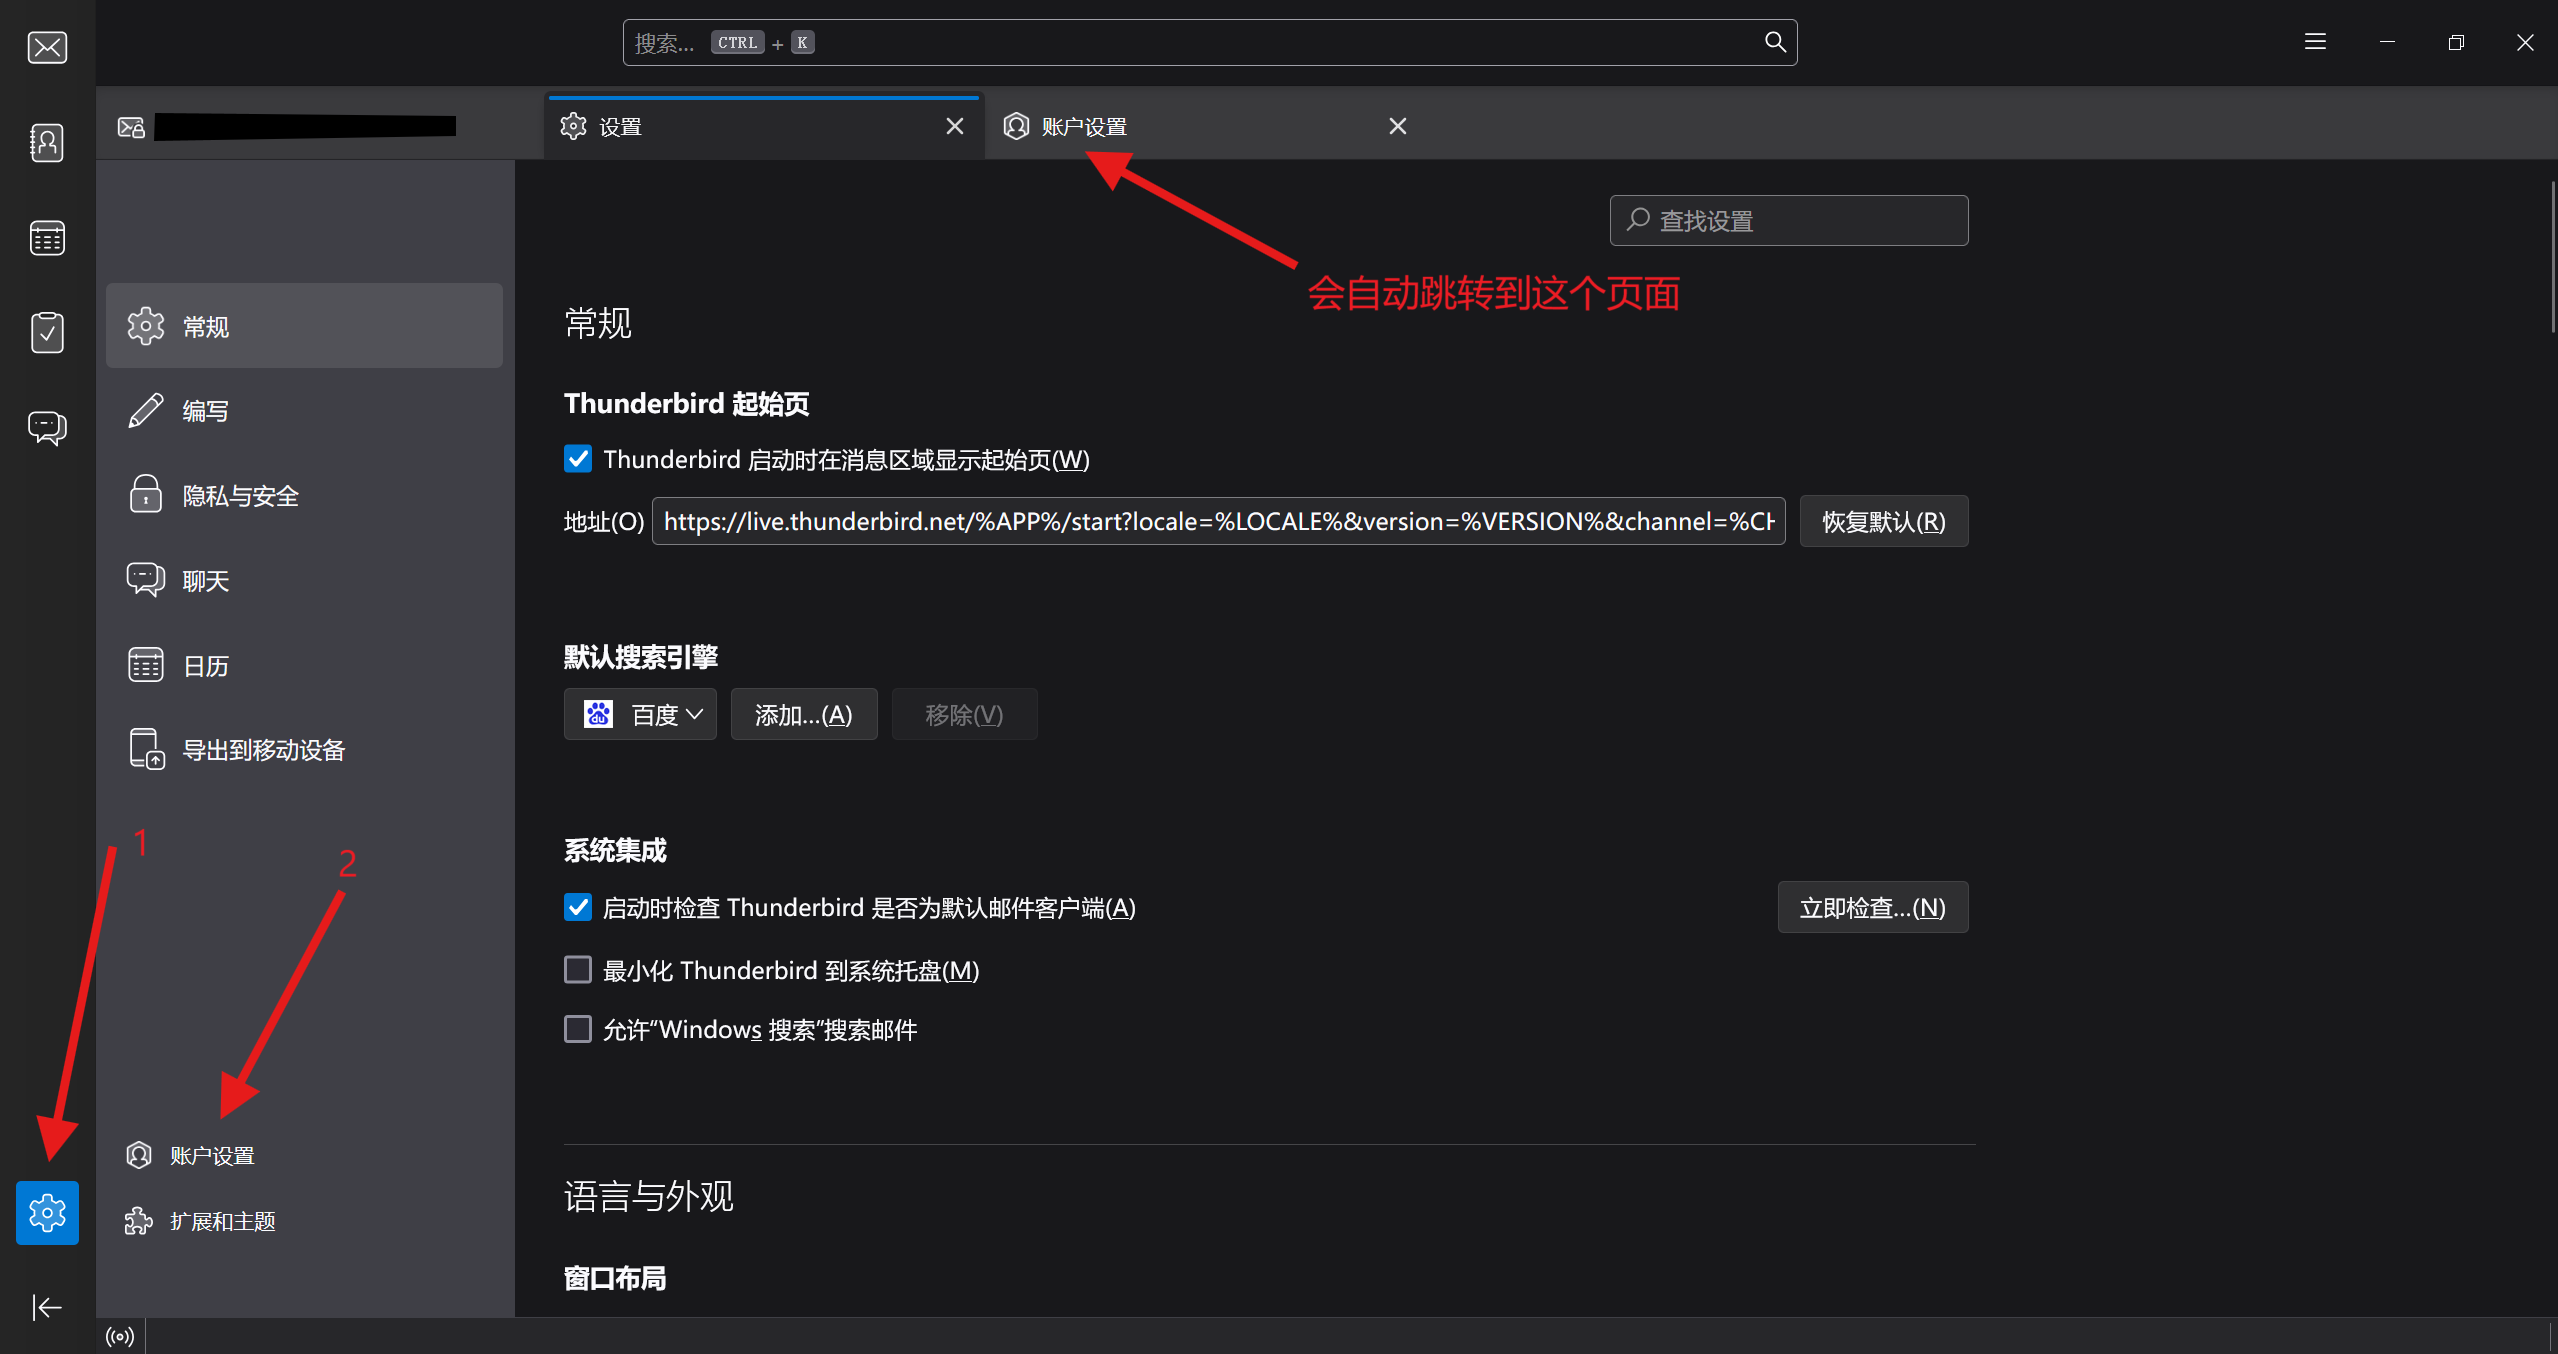 搜索... CTRL + K
设置
账户设置
查找设置
会自动跳转到这个页面
常规
编写
隐私与安全
聊天
日历
导出到移动设备
1
2
账户设置
扩展和主题
常规
Thunderbird 起始页
Thunderbird 启动时在消息区域显示起始页(W)
地址(O) https://live.thunderbird.net/%APP%/start?locale=%LOCALE%&version=%VERSION%&channel=%CH 恢复默认(R)
默认搜索引擎
百度 添加...(A) 移除(V)
系统集成
启动时检查 Thunderbird 是否为默认邮件客户端(A) 立即检查...(N)
最小化 Thunderbird 到系统托盘(M)
允许“Windows 搜索”搜索邮件
语言与外观
窗口布局